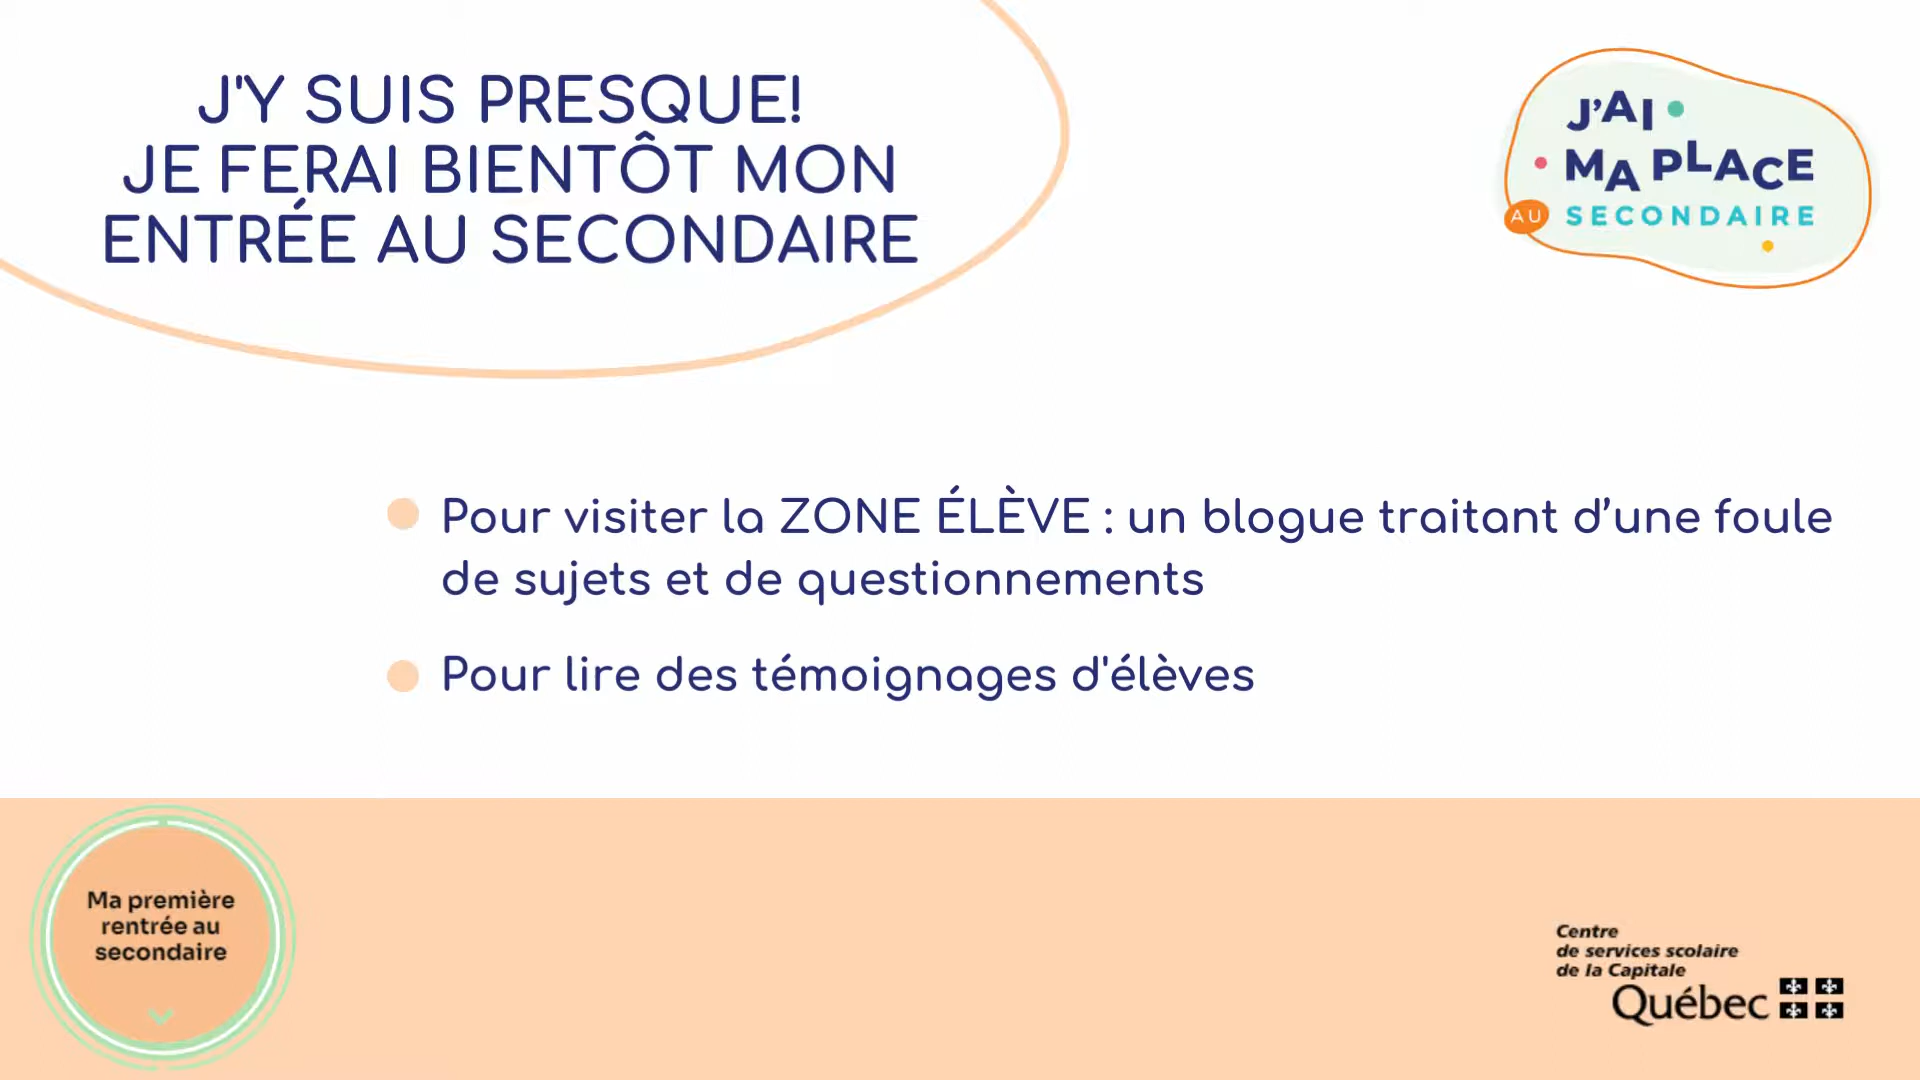 J'Y SUIS PRESQUE!
JE FERAI BIENTÔT MON
ENTRÉE AU SECONDAIRE
J'AI
MA PLACE
AU SECONDAIRE
Pour visiter la ZONE ÉLÈVE : un blogue traitant d’une foule
de sujets et de questionnements
Pour lire des témoignages d'élèves
Ma première
rentrée au
secondaire
Centre
de services scolaire
de la Capitale
Québec